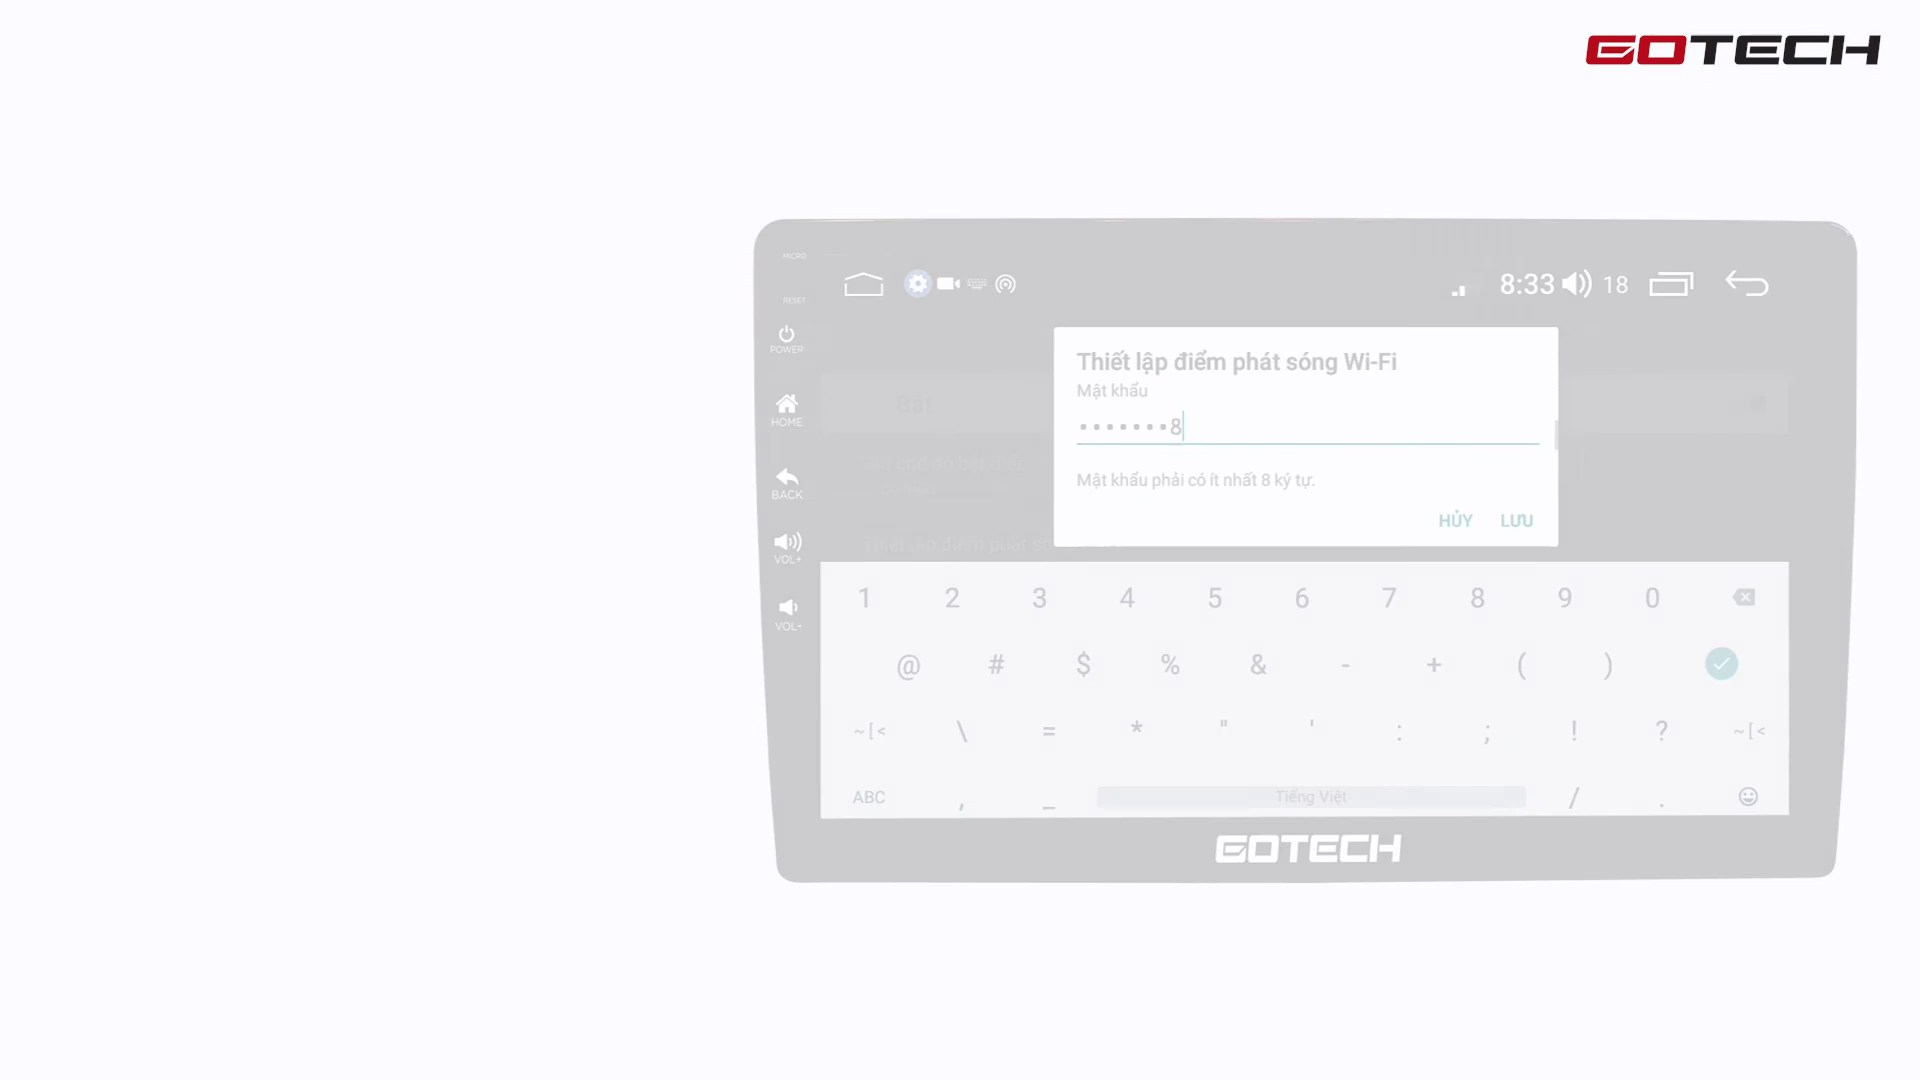 GOTECH
MICRO
RESET
8:33 18
POWER
HOME
BACK
VOL+
VOL-
Bật
Thiết lập điểm phát sóng Wi-Fi
Mật khẩu
•••••••8
Mật khẩu phải có ít nhất 8 ký tự.
HỦY LƯU
1 2 3 4 5 6 7 8 9 0
@ # $ % & - + ( )
~[< \ = * " ' : ; ! ? ~[<
ABC , _ Tiếng Việt / .
GOTECH